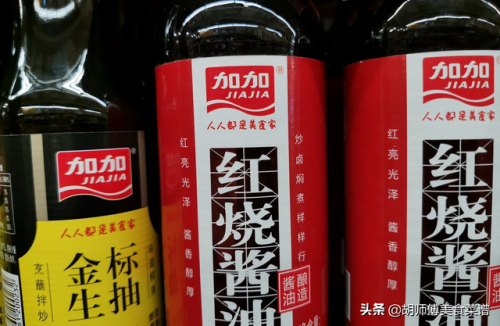 加加
JIAJIA
人人都是美食家
金标生抽
烹蘸拌炒
加加®
JIAJIA
人人都是美食家
红烧酱油
红亮光泽 酱香醇厚
炒卤焖煮样样行
酿造酱油
加加
JIAJIA
人人都是美食家
红烧酱油
红亮光泽 酱香醇厚
头条 @胡师傅美食菜谱